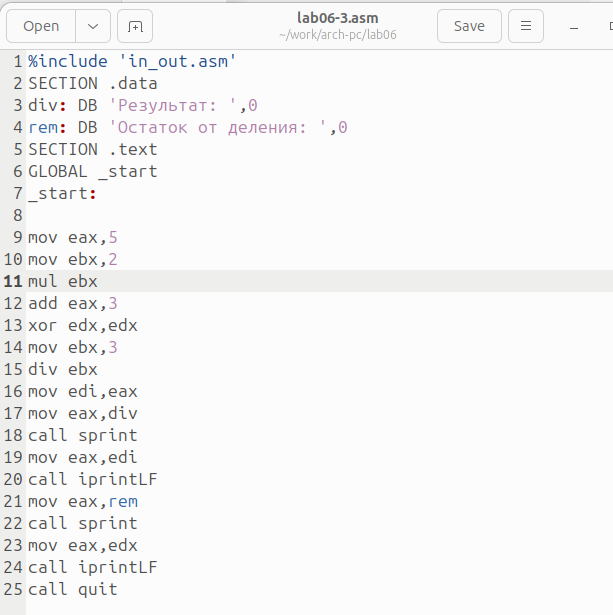 Open
lab06-3.asm
~/work/arch-pc/lab06
Save
1 %include 'in_out.asm'
2 SECTION .data
3 div: DB 'Результат: ',0
4 rem: DB 'Остаток от деления: ',0
5 SECTION .text
6 GLOBAL _start
7 _start:
8
9 mov eax,5
10 mov ebx,2
11 mul ebx
12 add eax,3
13 xor edx,edx
14 mov ebx,3
15 div ebx
16 mov edi,eax
17 mov eax,div
18 call sprint
19 mov eax,edi
20 call iprintLF
21 mov eax,rem
22 call sprint
23 mov eax,edx
24 call iprintLF
25 call quit